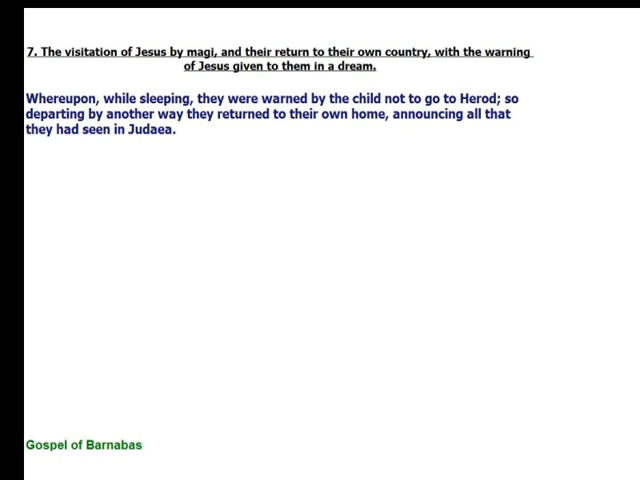 7. The visitation of Jesus by magi, and their return to their own country, with the warning
of Jesus given to them in a dream.
Whereupon, while sleeping, they were warned by the child not to go to Herod; so
departing by another way they returned to their own home, announcing all that
they had seen in Judaea.
Gospel of Barnabas